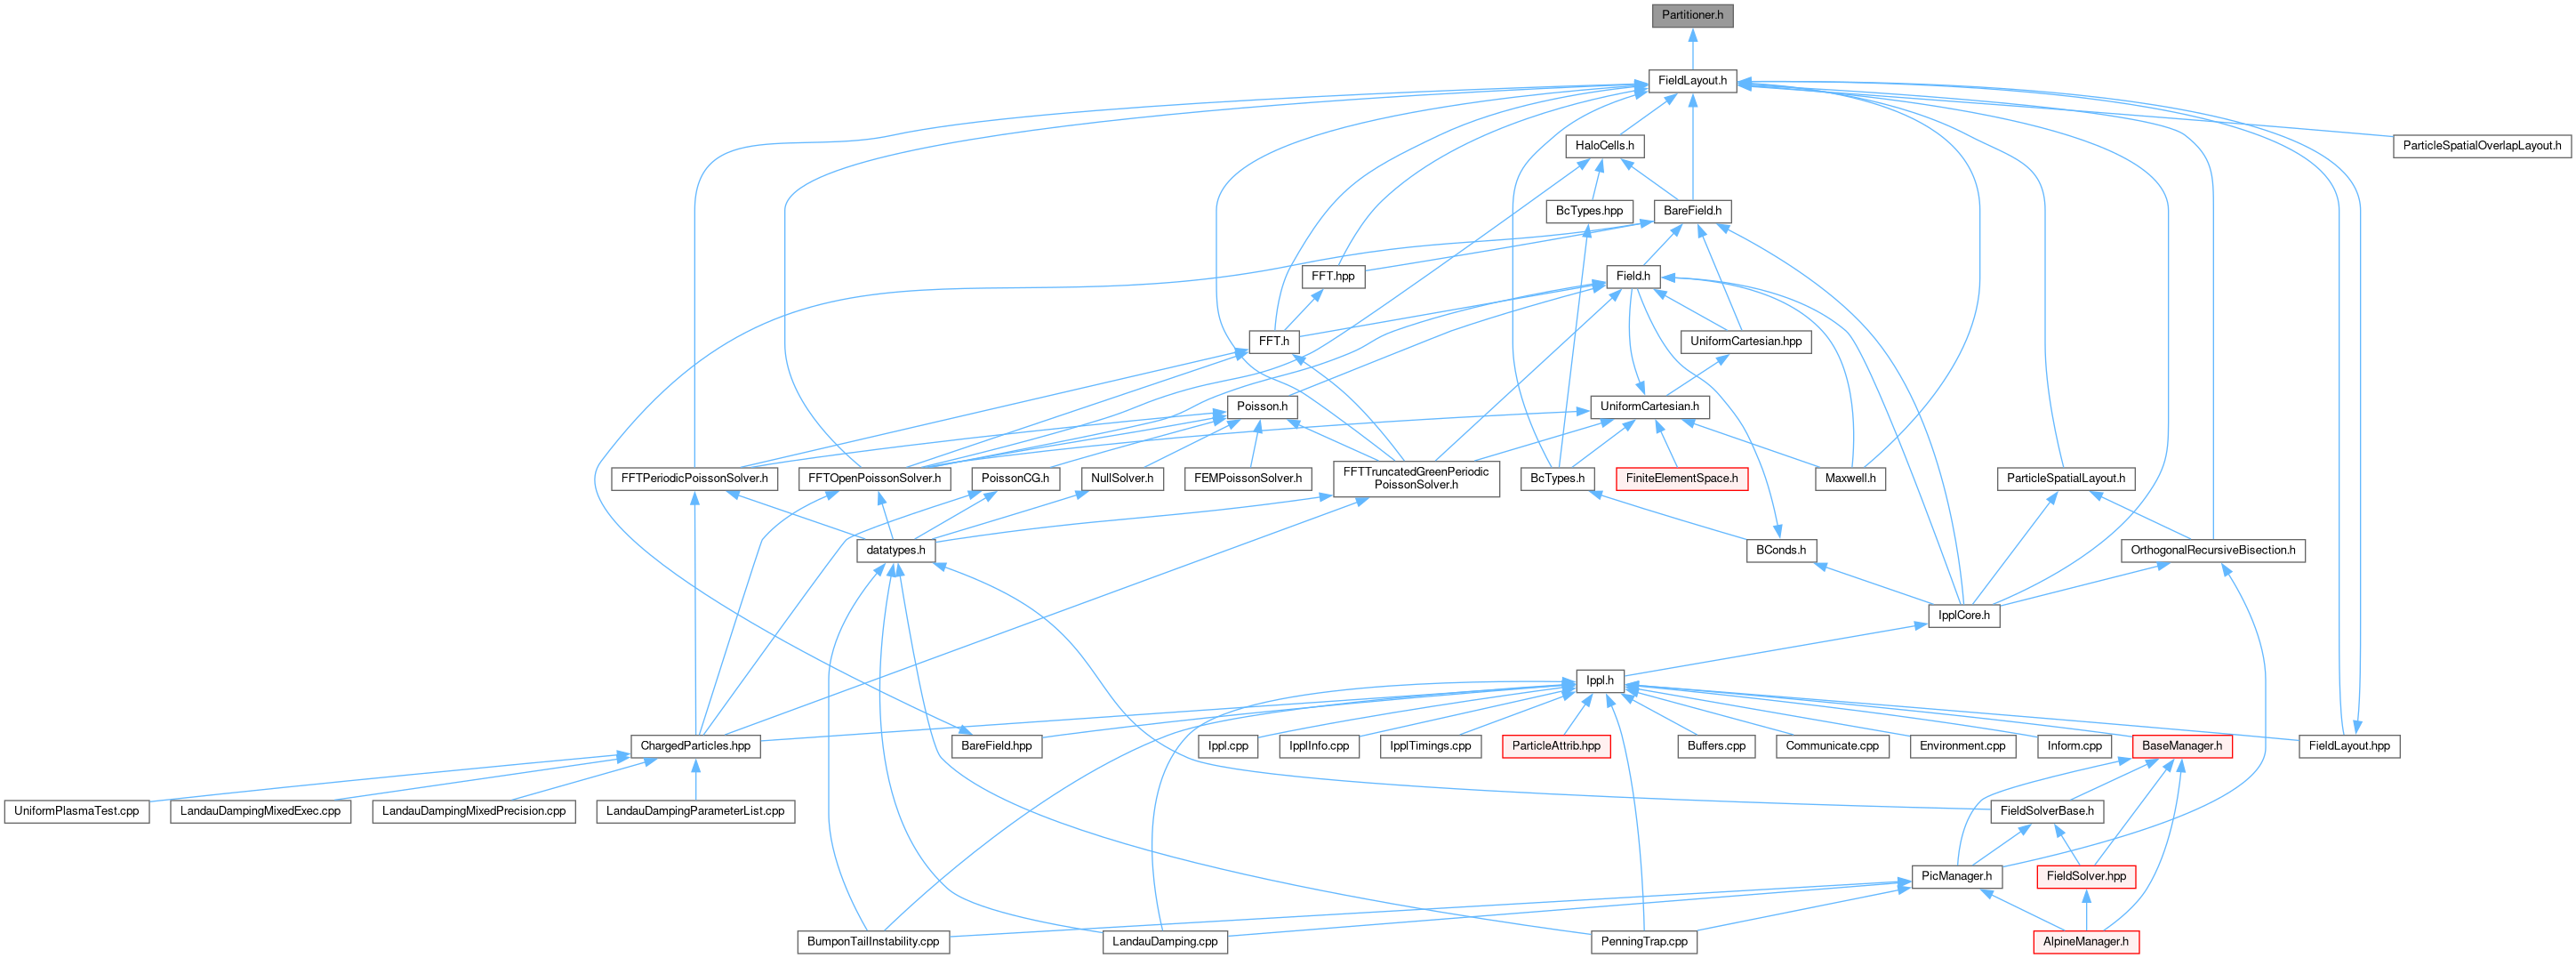 Partitioner.h
FieldLayout.h
HaloCells.h
ParticleSpatialOverlapLayout.h
BcTypes.hpp
BareField.h
FFT.hpp
Field.h
FFT.h
UniformCartesian.hpp
Poisson.h
UniformCartesian.h
FFTPeriodicPoissonSolver.h
FFTOpenPoissonSolver.h
PoissonCG.h
NullSolver.h
FEMPoissonSolver.h
FFTTruncatedGreenPeriodic
PoissonSolver.h
BcTypes.h
FiniteElementSpace.h
Maxwell.h
ParticleSpatialLayout.h
datatypes.h
BConds.h
OrthogonalRecursiveBisection.h
IpplCore.h
Ippl.h
ChargedParticles.hpp
BareField.hpp
Ippl.cpp
IpplInfo.cpp
IpplTimings.cpp
ParticleAttrib.hpp
Buffers.cpp
Communicate.cpp
Environment.cpp
Inform.cpp
BaseManager.h
FieldLayout.hpp
UniformPlasmaTest.cpp
LandauDampingMixedExec.cpp
LandauDampingMixedPrecision.cpp
LandauDampingParameterList.cpp
FieldSolverBase.h
PicManager.h
FieldSolver.hpp
BumponTailInstability.cpp
LandauDamping.cpp
PenningTrap.cpp
AlpineManager.h